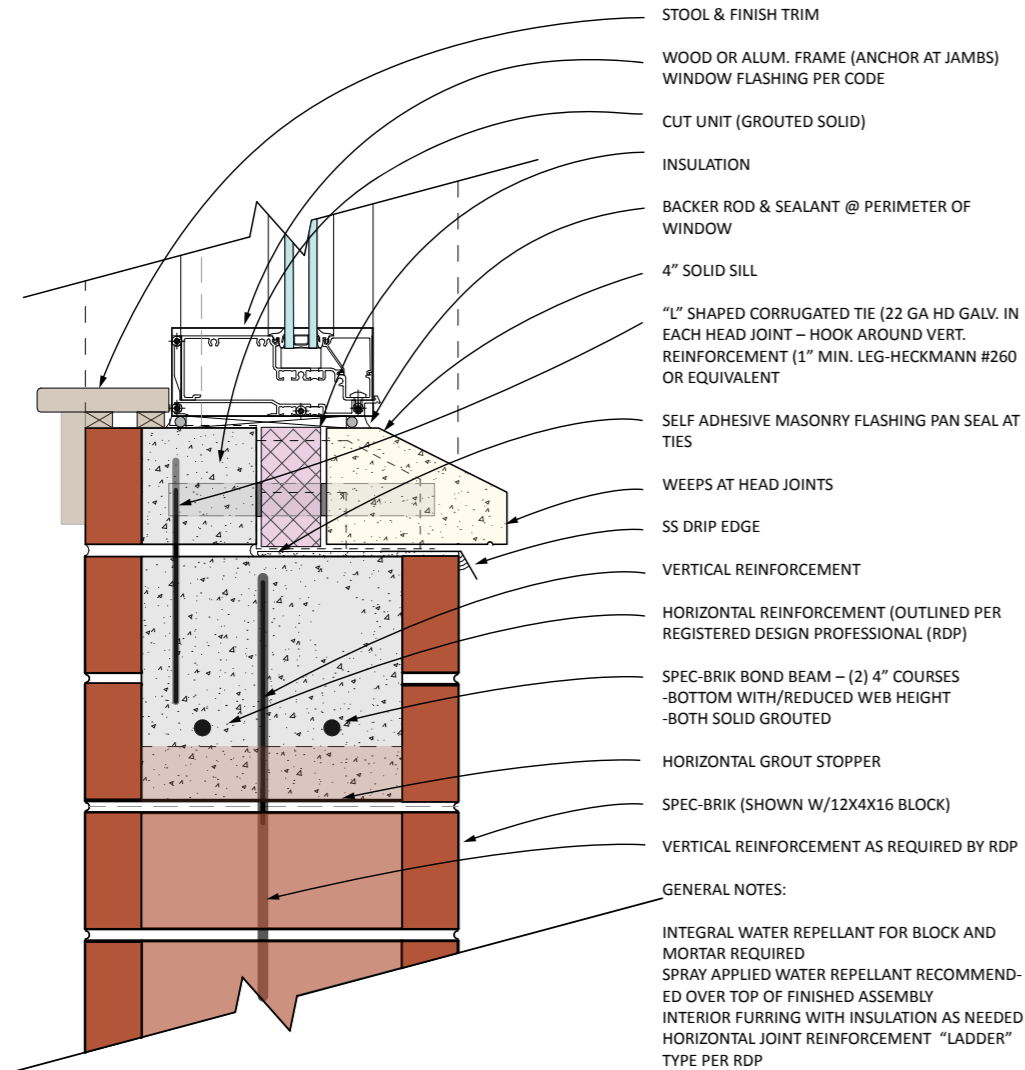 STOOL & FINISH TRIM
WOOD OR ALUM. FRAME (ANCHOR AT JAMBS)
WINDOW FLASHING PER CODE
CUT UNIT (GROUTED SOLID)
INSULATION
BACKER ROD & SEALANT @ PERIMETER OF
WINDOW
4” SOLID SILL
“L” SHAPED CORRUGATED TIE (22 GA HD GALV. IN
EACH HEAD JOINT – HOOK AROUND VERT.
REINFORCEMENT (1” MIN. LEG-HECKMANN #260
OR EQUIVALENT
SELF ADHESIVE MASONRY FLASHING PAN SEAL AT
TIES
WEEPS AT HEAD JOINTS
SS DRIP EDGE
VERTICAL REINFORCEMENT
HORIZONTAL REINFORCEMENT (OUTLINED PER
REGISTERED DESIGN PROFESSIONAL (RDP)
SPEC-BRIK BOND BEAM – (2) 4” COURSES
-BOTTOM WITH/REDUCED WEB HEIGHT
-BOTH SOLID GROUTED
HORIZONTAL GROUT STOPPER
SPEC-BRIK (SHOWN W/12X4X16 BLOCK)
VERTICAL REINFORCEMENT AS REQUIRED BY RDP
GENERAL NOTES:
INTEGRAL WATER REPELLANT FOR BLOCK AND
MORTAR REQUIRED
SPRAY APPLIED WATER REPELLANT RECOMMEND-
ED OVER TOP OF FINISHED ASSEMBLY
INTERIOR FURRING WITH INSULATION AS NEEDED
HORIZONTAL JOINT REINFORCEMENT “LADDER”
TYPE PER RDP